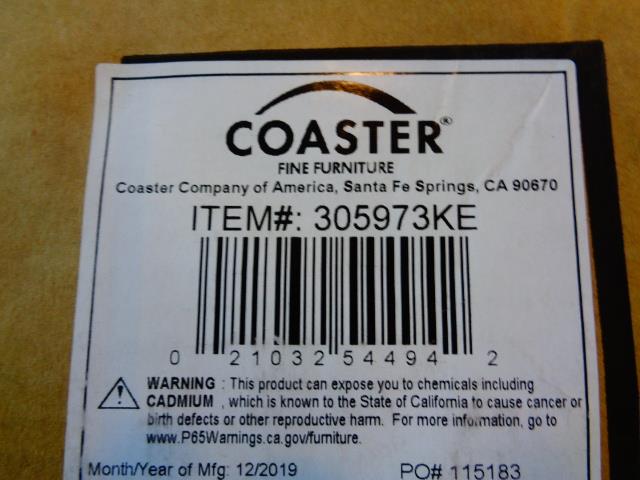 COASTER®
FINE FURNITURE
Coaster Company of America, Santa Fe Springs, CA 90670
ITEM#: 305973KE
0 21032 54494 2
WARNING : This product can expose you to chemicals including
CADMIUM , which is known to the State of California to cause cancer or
birth defects or other reproductive harm. For more information, go to
www.P65Warnings.ca.gov/furniture.
Month/Year of Mfg: 12/2019 PO# 115183